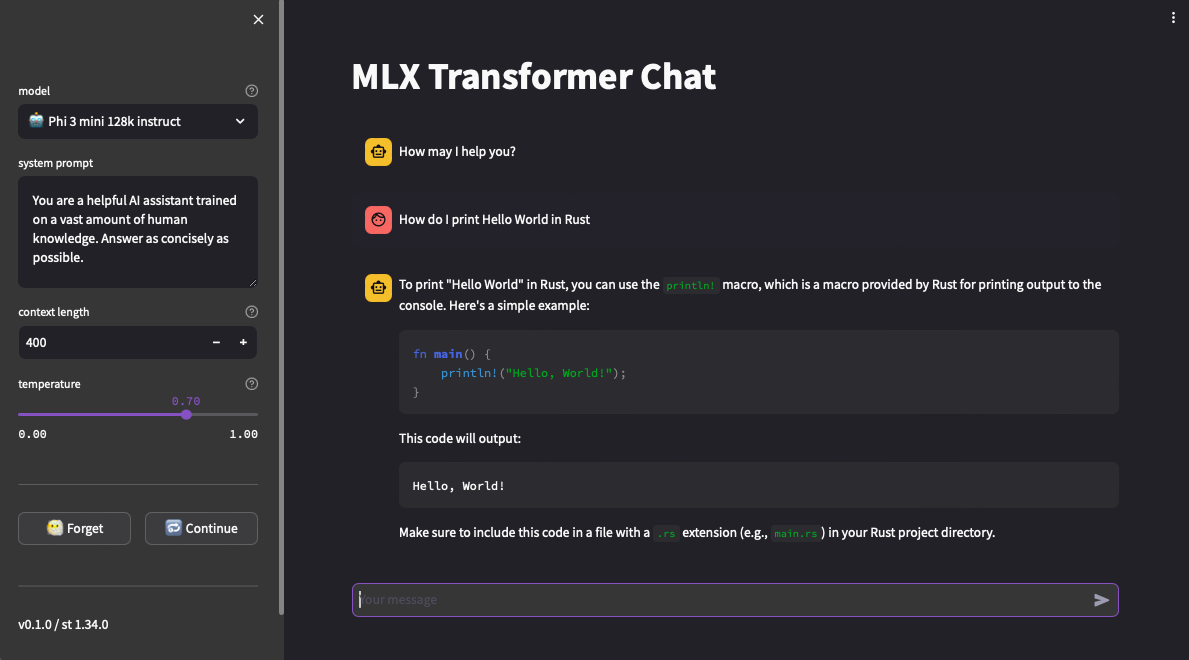 model
Phi 3 mini 128k instruct
system prompt
You are a helpful AI assistant trained
on a vast amount of human
knowledge. Answer as concisely as
possible.
context length
400
temperature
0.70
0.00 1.00
Forget Continue
v0.1.0 / st 1.34.0
MLX Transformer Chat
How may I help you?
How do I print Hello World in Rust
To print "Hello World" in Rust, you can use the println! macro, which is a macro provided by Rust for printing output to the
console. Here's a simple example:
fn main() {
    println!("Hello, World!");
}
This code will output:
Hello, World!
Make sure to include this code in a file with a .rs extension (e.g., main.rs ) in your Rust project directory.
Your message